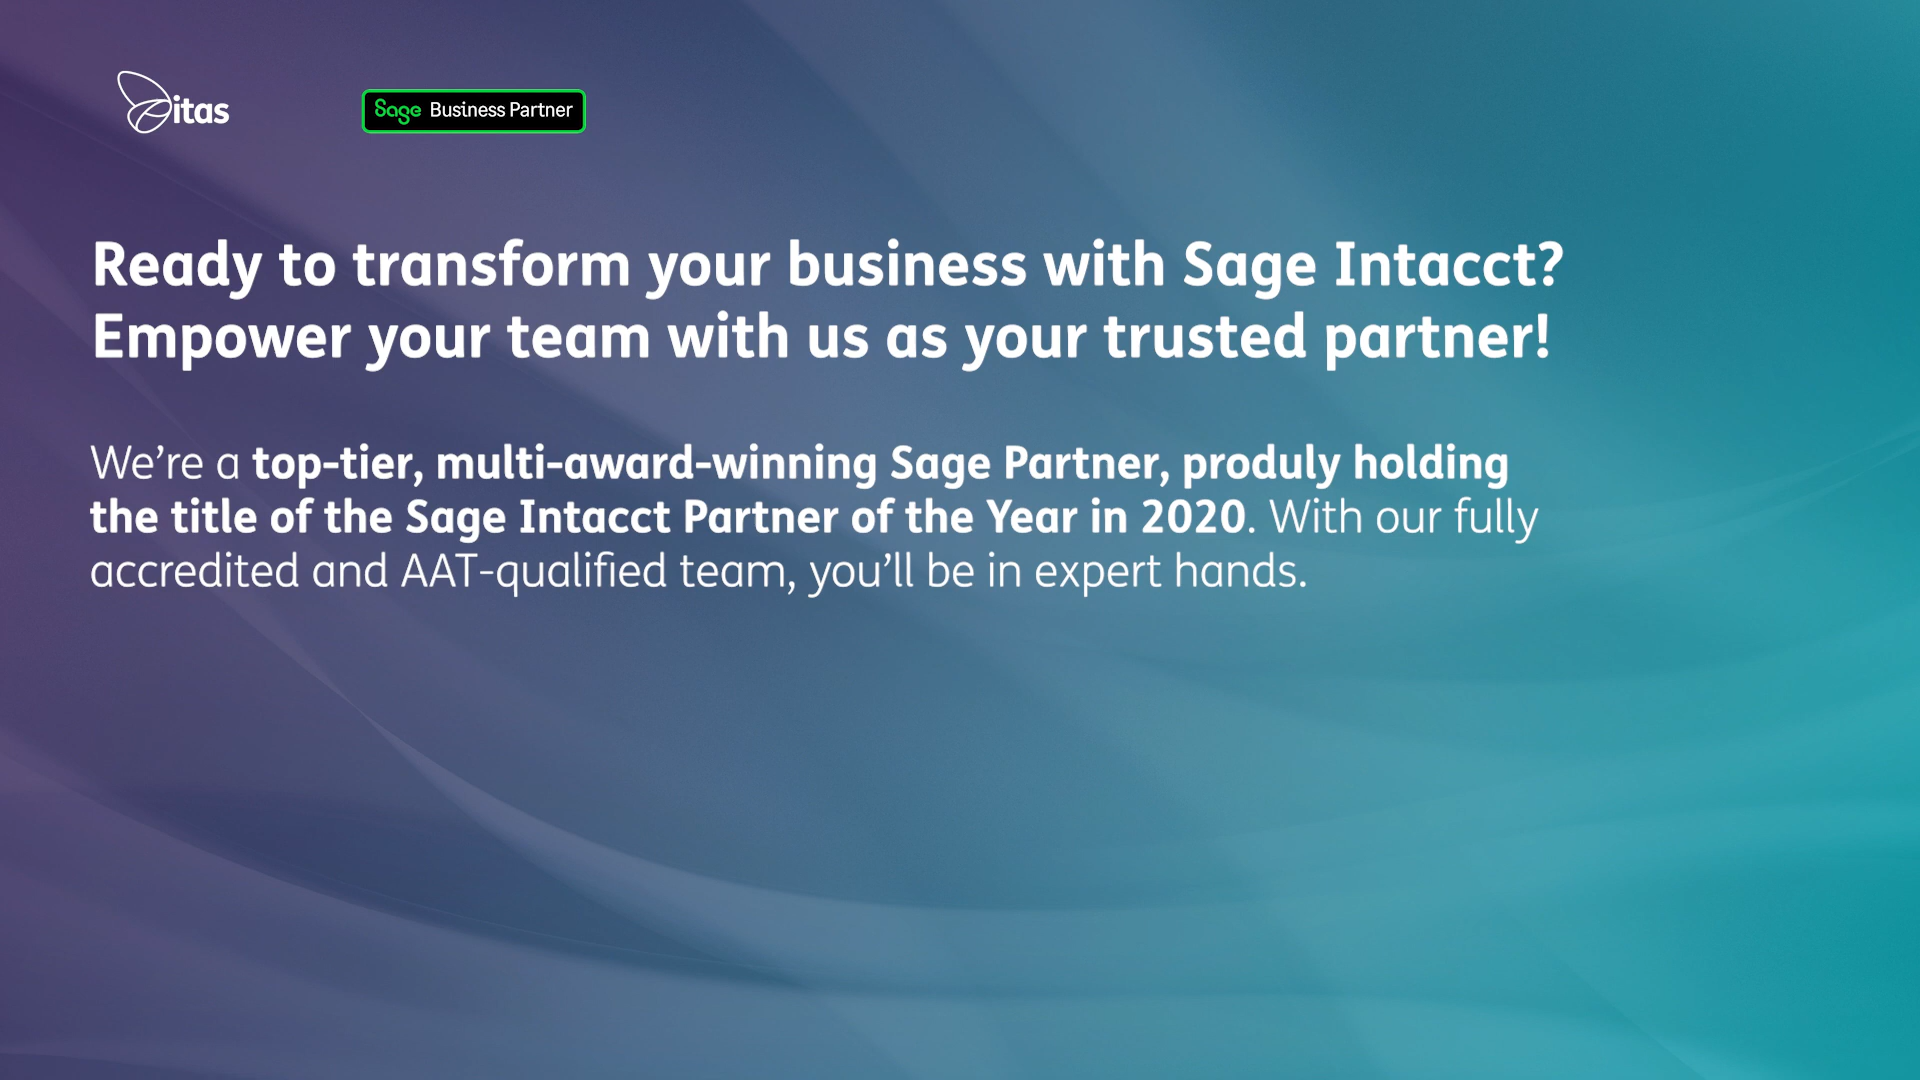 itas
Sage Business Partner
Ready to transform your business with Sage Intacct?
Empower your team with us as your trusted partner!
We’re a top-tier, multi-award-winning Sage Partner, produly holding
the title of the Sage Intacct Partner of the Year in 2020. With our fully
accredited and AAT-qualified team, you’ll be in expert hands.